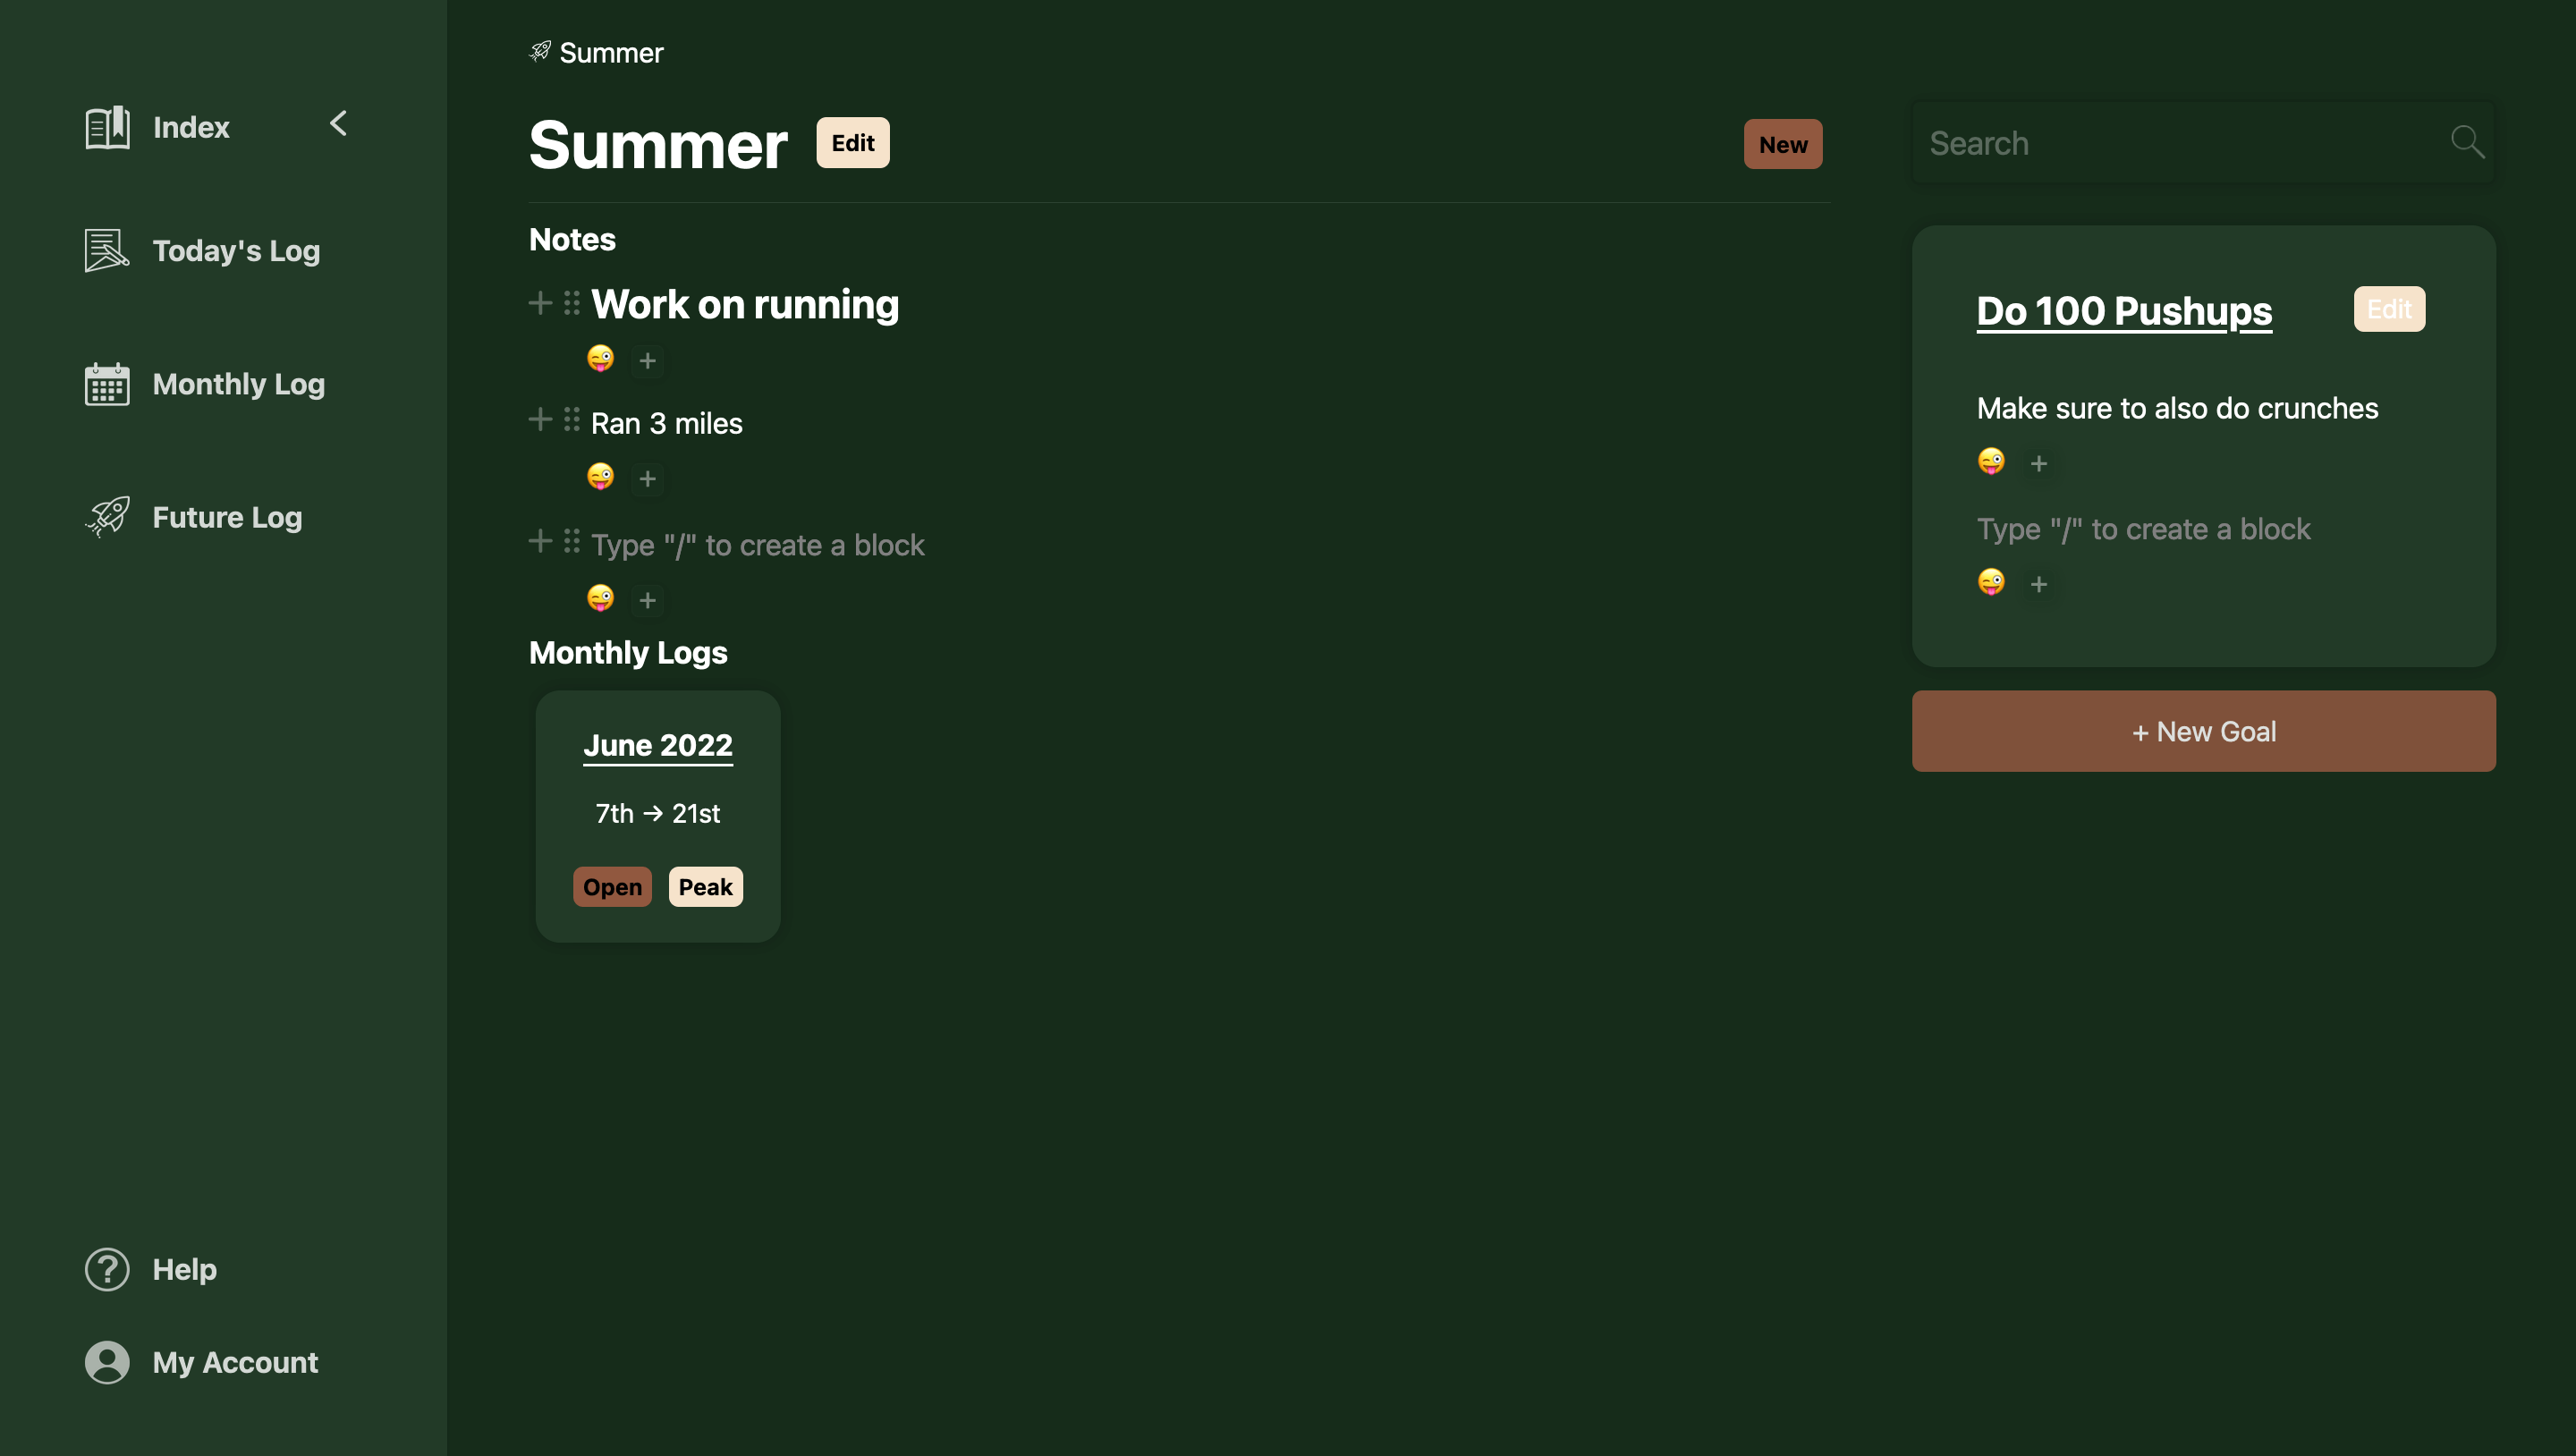 Index
Today's Log
Monthly Log
Future Log
Help
My Account
Summer
Summer
Edit
New
Notes
Work on running
Ran 3 miles
Type "/" to create a block
Monthly Logs
June 2022
7th → 21st
Open
Peak
Search
Do 100 Pushups
Edit
Make sure to also do crunches
Type "/" to create a block
+ New Goal